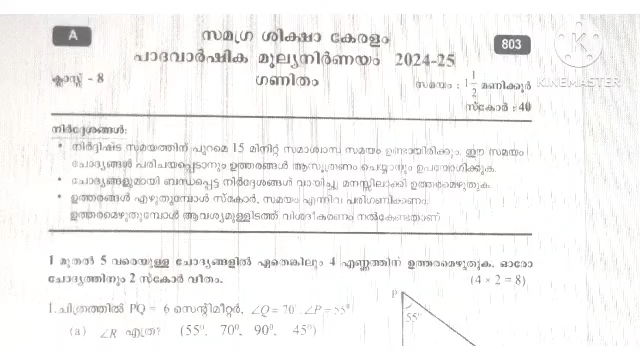 A
സമഗ്ര ശിക്ഷാ കേരളം
803
പാദവാർഷിക മൂല്യനിർണയം 2024-25
ക്ലാസ്സ് - 8
ഗണിതം
സമയം : 1 1/2 മണിക്കൂർ
KINEMASTER
സ്കോർ : 40
നിർദ്ദേശങ്ങൾ:
• നിർദ്ദിഷ്ട സമയത്തിന് പുറമെ 15 മിനിറ്റ് സമാശ്വാസ സമയം ഉണ്ടായിരിക്കും. ഈ സമയം
ചോദ്യങ്ങൾ പരിചയപ്പെടാനും ഉത്തരങ്ങൾ ആസൂത്രണം ചെയ്യാനും ഉപയോഗിക്കുക.
• ചോദ്യങ്ങളുമായി ബന്ധപ്പെട്ട നിർദ്ദേശങ്ങൾ വായിച്ചു മനസ്സിലാക്കി ഉത്തരമെഴുതുക.
• ഉത്തരങ്ങൾ എഴുതുമ്പോൾ സ്കോർ, സമയം എന്നിവ പരിഗണിക്കണം.
ഉത്തരമെഴുതുമ്പോൾ ആവശ്യമുള്ളിടത്ത് വിശദീകരണം നൽകേണ്ടതാണ്
1 മുതൽ 5 വരെയുള്ള ചോദ്യങ്ങളിൽ ഏതെങ്കിലും 4 എണ്ണത്തിന് ഉത്തരമെഴുതുക. ഓരോ
ചോദ്യത്തിനും 2 സ്കോർ വീതം.
(4 × 2 = 8)
1. ചിത്രത്തിൽ PQ = 6 സെന്റിമീറ്റർ, ∠Q = 70° ∠P = 55°
P
55°
(a) ∠R എത്ര? (55⁰, 70⁰, 90⁰, 45⁰)